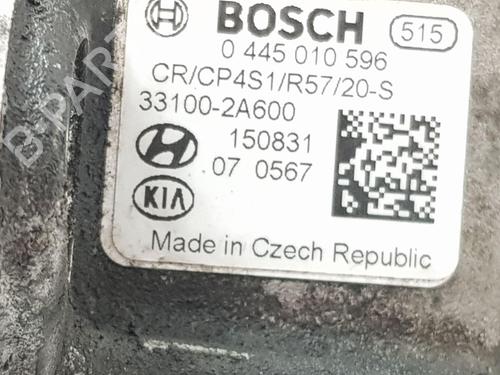 BOSCH 515
0 445 010 596
CR/CP4S1/R57/20-S
33100-2A600
150831
07 0567
KIA
Made in Czech Republic